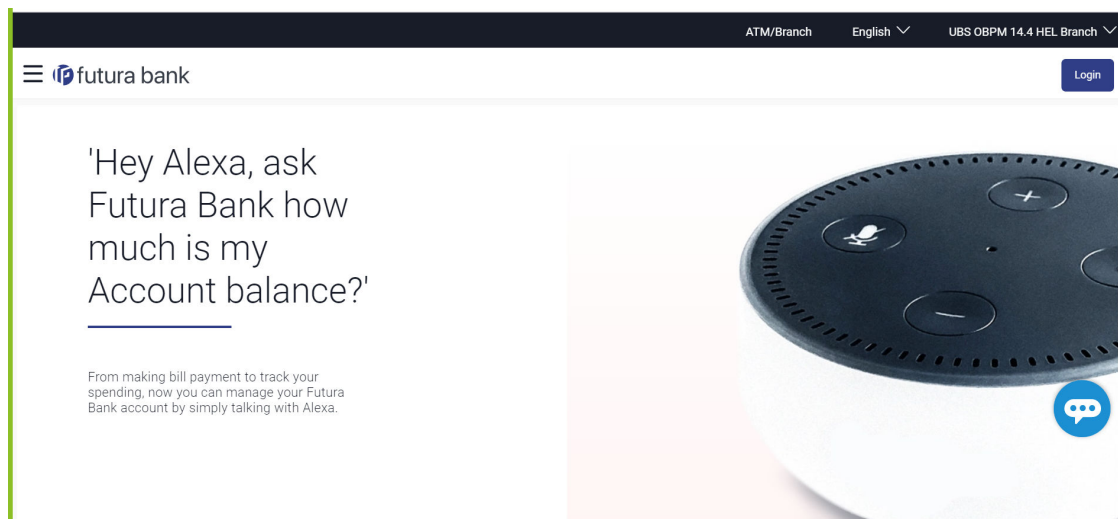 ATM/Branch English UBS OBPM 14.4 HEL Branch
futura bank
Login
'Hey Alexa, ask
Futura Bank how
much is my
Account balance?'
From making bill payment to track your
spending, now you can manage your Futura
Bank account by simply talking with Alexa.